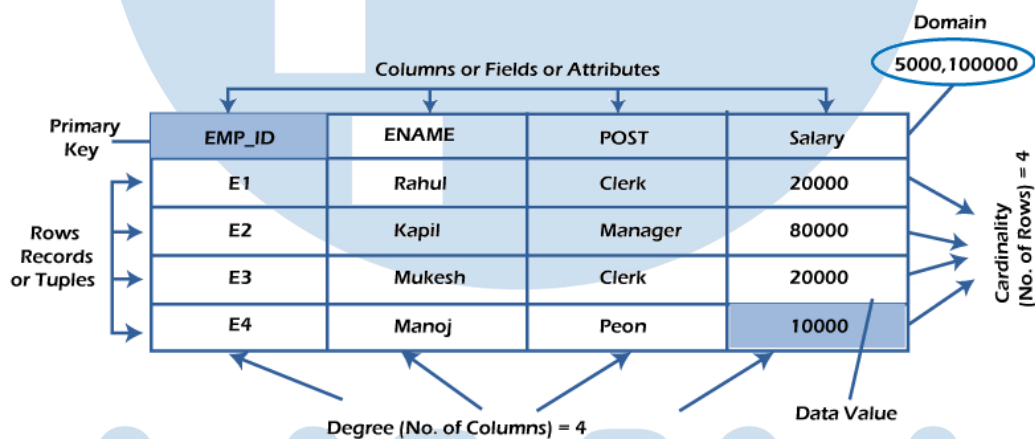 Domain
5000,100000
Columns or Fields or Attributes
Primary
Key
EMP_ID ENAME POST Salary
E1 Rahul Clerk 20000
E2 Kapil Manager 80000
E3 Mukesh Clerk 20000
E4 Manoj Peon 10000
Rows
Records
or Tuples
Cardinality
(No. of Rows) = 4
Degree (No. of Columns) = 4
Data Value